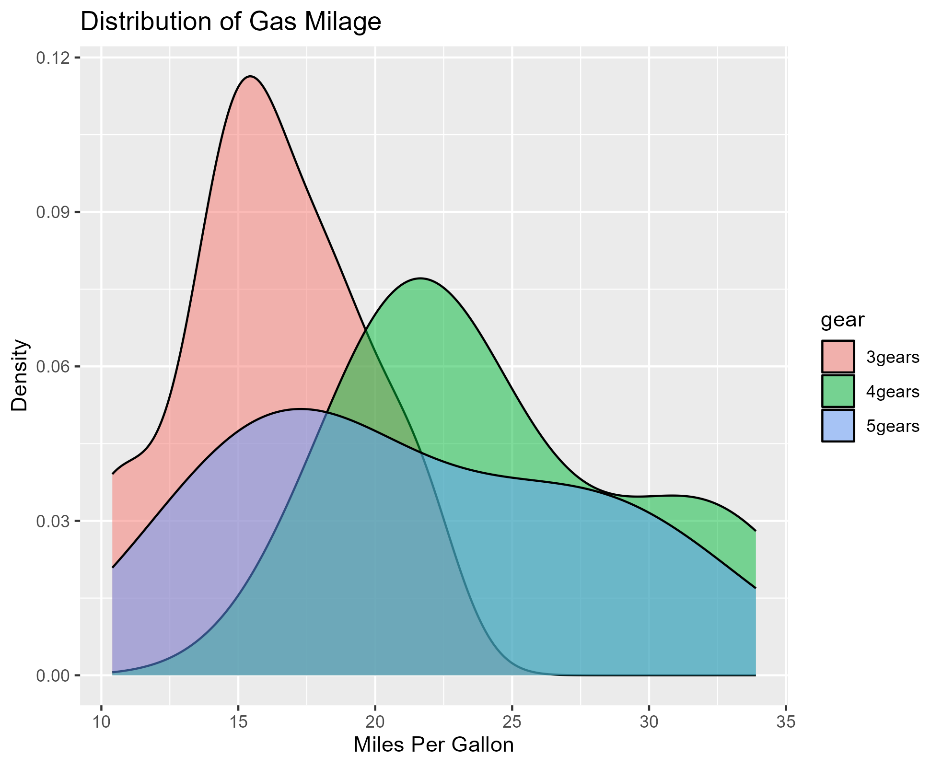 Distribution of Gas Milage
0.12
0.09
0.06
0.03
0.00
Density
10 15 20 25 30 35
Miles Per Gallon
gear
3gears
4gears
5gears